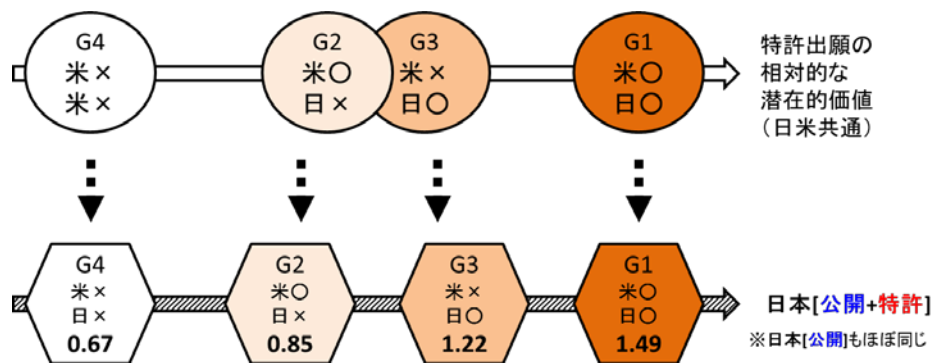 G4
米×
米×
G2
米〇
日×
G3
米×
日〇
G1
米〇
日〇
特許出願の
相対的な
潜在的価値
（日米共通）
G4
米×
日×
0.67
G2
米〇
日×
0.85
G3
米×
日〇
1.22
G1
米〇
日〇
1.49
日本[公開+特許]
※日本[公開]もほぼ同じ